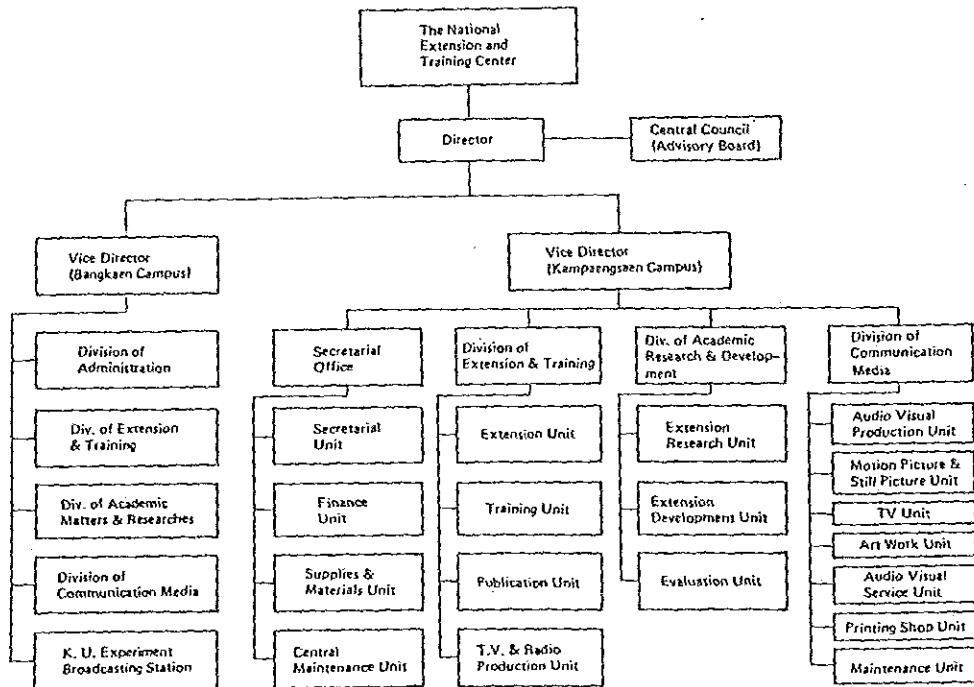 The National
Extension and
Training Center
Director
Central Council
(Advisory Board)
Vice Director
(Bangkaen Campus)
Vice Director
(Kampaengsaen Campus)
Division of
Administration
Div. of Extension
& Training
Div. of Academic
Matters & Researches
Division of
Communication Media
K. U. Experiment
Broadcasting Station
Secretarial
Office
Secretarial
Unit
Finance
Unit
Supplies &
Materials Unit
Central
Maintenance Unit
Division of
Extension & Training
Extension Unit
Training Unit
Publication Unit
T.V. & Radio
Production Unit
Div. of Academic
Research & Develop-
ment
Extension
Research Unit
Extension
Development Unit
Evaluation Unit
Division of
Communication
Media
Audio Visual
Production Unit
Motion Picture &
Still Picture Unit
TV Unit
Art Work Unit
Audio Visual
Service Unit
Printing Shop Unit
Maintenance Unit